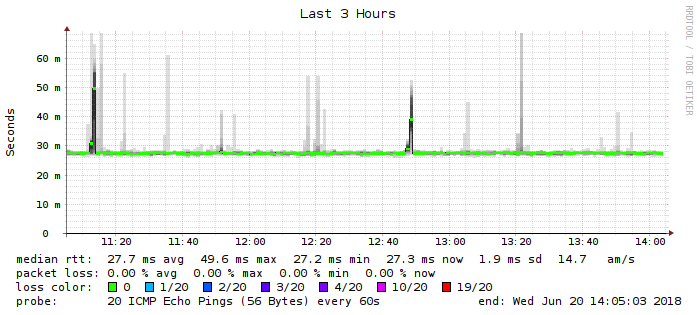 Last 3 Hours
RRDTOOL / TOBI OETIKER
Seconds
60 m
50 m
40 m
30 m
20 m
10 m
0
11:20 11:40 12:00 12:20 12:40 13:00 13:20 13:40 14:00
median rtt: 27.7 ms avg 49.6 ms max 27.2 ms min 27.3 ms now 1.9 ms sd 14.7 am/s
packet loss: 0.00 % avg 0.00 % max 0.00 % min 0.00 % now
loss color: 0 1/20 2/20 3/20 4/20 10/20 19/20
probe: 20 ICMP Echo Pings (56 Bytes) every 60s end: Wed Jun 20 14:05:03 2018